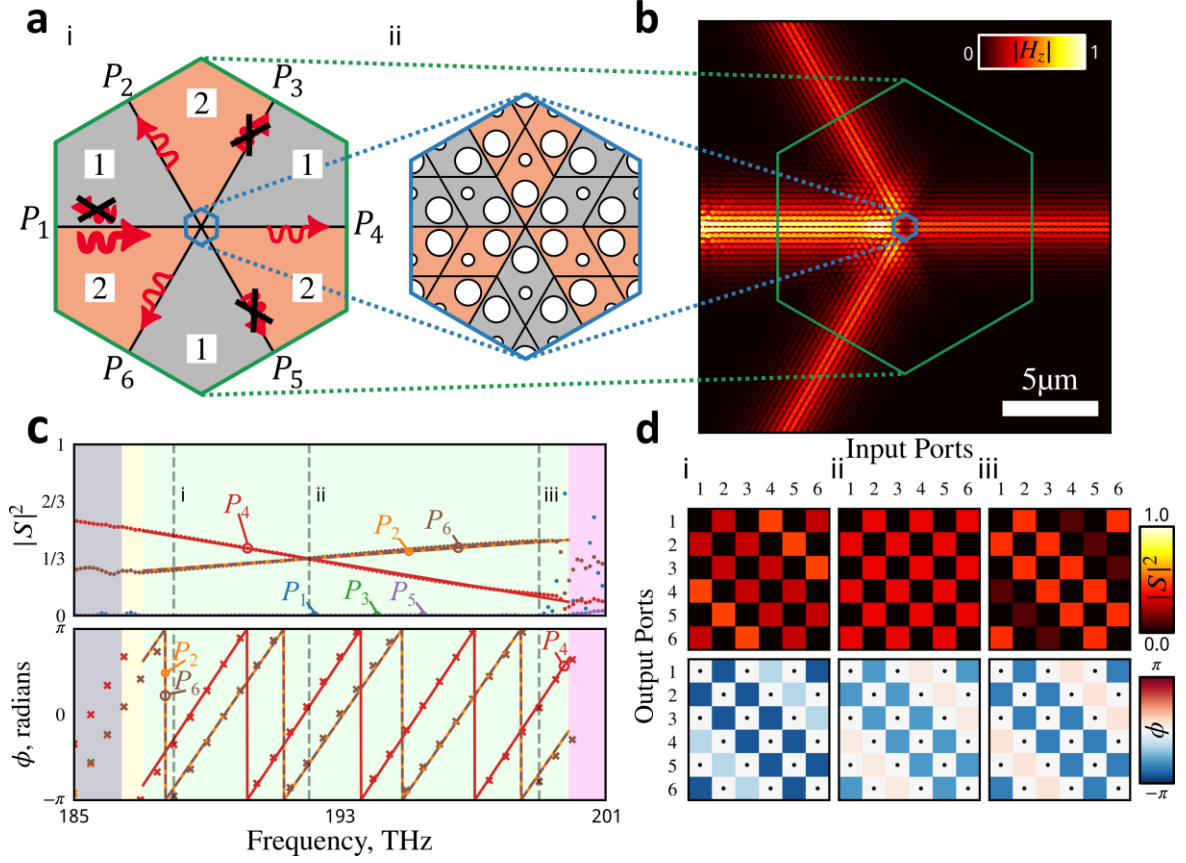 a
i
ii
P2
P3
2
1
1
P1
P4
2
2
1
P6
P5
b
0 |Hz| 1
5μm
c
1
2/3
1/3
0
|S|²
i
ii
iii
P4
P2
P6
P1
P3
P5
π
0
−π
ϕ, radians
P2
P6
P4
185
193
201
Frequency, THz
d
Input Ports
i
ii
iii
1 2 3 4 5 6
1 2 3 4 5 6
1 2 3 4 5 6
Output Ports
1
2
3
4
5
6
1.0
|S|²
0.0
1
2
3
4
5
6
π
ϕ
−π